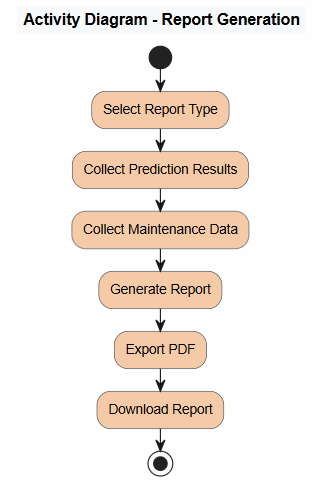 Activity Diagram - Report Generation
Select Report Type
Collect Prediction Results
Collect Maintenance Data
Generate Report
Export PDF
Download Report